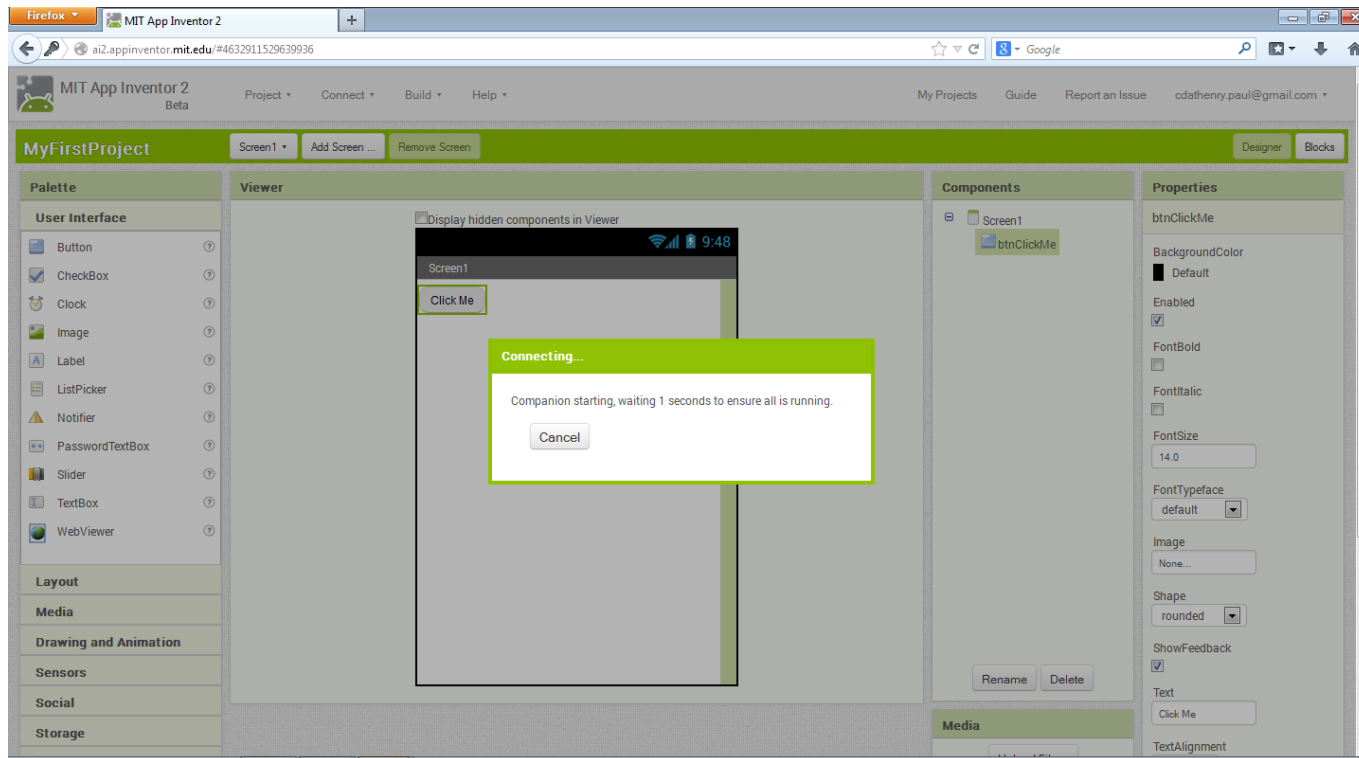 Firefox
MIT App Inventor 2
+
ai2.appinventor.mit.edu/#4632911529639936
Google
MIT App Inventor 2
Beta
Project Connect Build Help
My Projects Guide Report an Issue cdathenry.paul@gmail.com
MyFirstProject
Screen1 Add Screen ... Remove Screen
Designer Blocks
Palette
User Interface
Button
CheckBox
Clock
Image
Label
ListPicker
Notifier
PasswordTextBox
Slider
TextBox
WebViewer
Layout
Media
Drawing and Animation
Sensors
Social
Storage
Viewer
Display hidden components in Viewer
9:48
Screen1
Click Me
Connecting...
Companion starting, waiting 1 seconds to ensure all is running.
Cancel
Components
Screen1
btnClickMe
Rename Delete
Media
Properties
btnClickMe
BackgroundColor
Default
Enabled
FontBold
FontItalic
FontSize
14.0
FontTypeface
default
Image
None...
Shape
rounded
ShowFeedback
Text
Click Me
TextAlignment